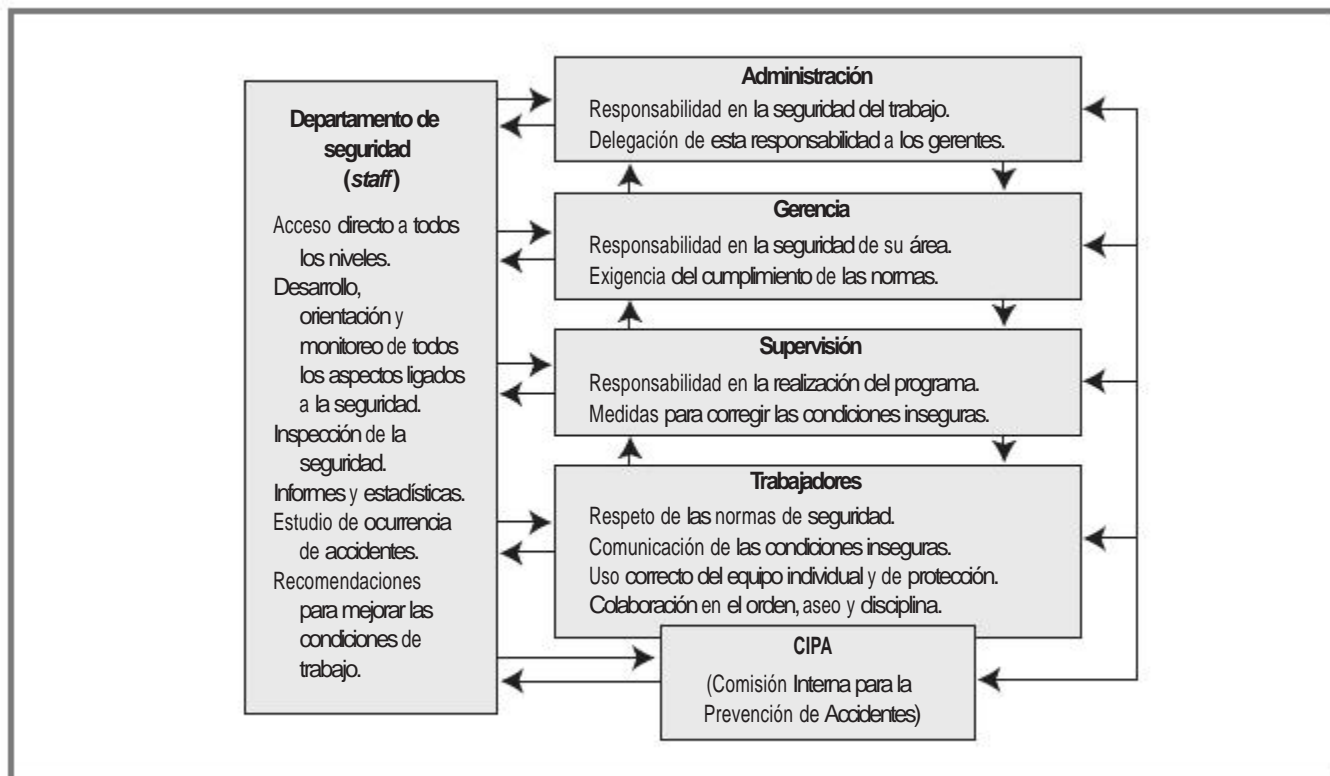 Departamento de
seguridad
(staff)
Acceso directo a todos
los niveles.
Desarrollo,
orientación y
monitoreo de todos
los aspectos ligados
a la seguridad.
Inspección de la
seguridad.
Informes y estadísticas.
Estudio de ocurrencia
de accidentes.
Recomendaciones
para mejorar las
condiciones de
trabajo.
Administración
Responsabilidad en la seguridad del trabajo.
Delegación de esta responsabilidad a los gerentes.
Gerencia
Responsabilidad en la seguridad de su área.
Exigencia del cumplimiento de las normas.
Supervisión
Responsabilidad en la realización del programa.
Medidas para corregir las condiciones inseguras.
Trabajadores
Respeto de las normas de seguridad.
Comunicación de las condiciones inseguras.
Uso correcto del equipo individual y de protección.
Colaboración en el orden, aseo y disciplina.
CIPA
(Comisión Interna para la
Prevención de Accidentes)